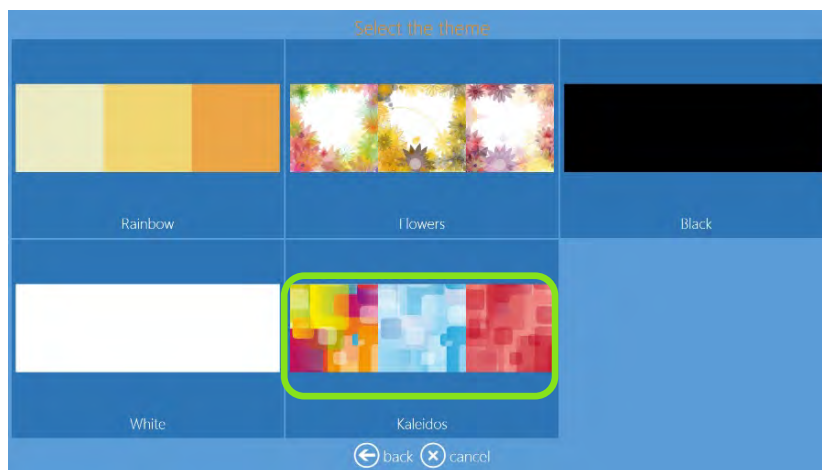 Select the theme
Rainbow
Flowers
Black
White
Kaleidos
back cancel